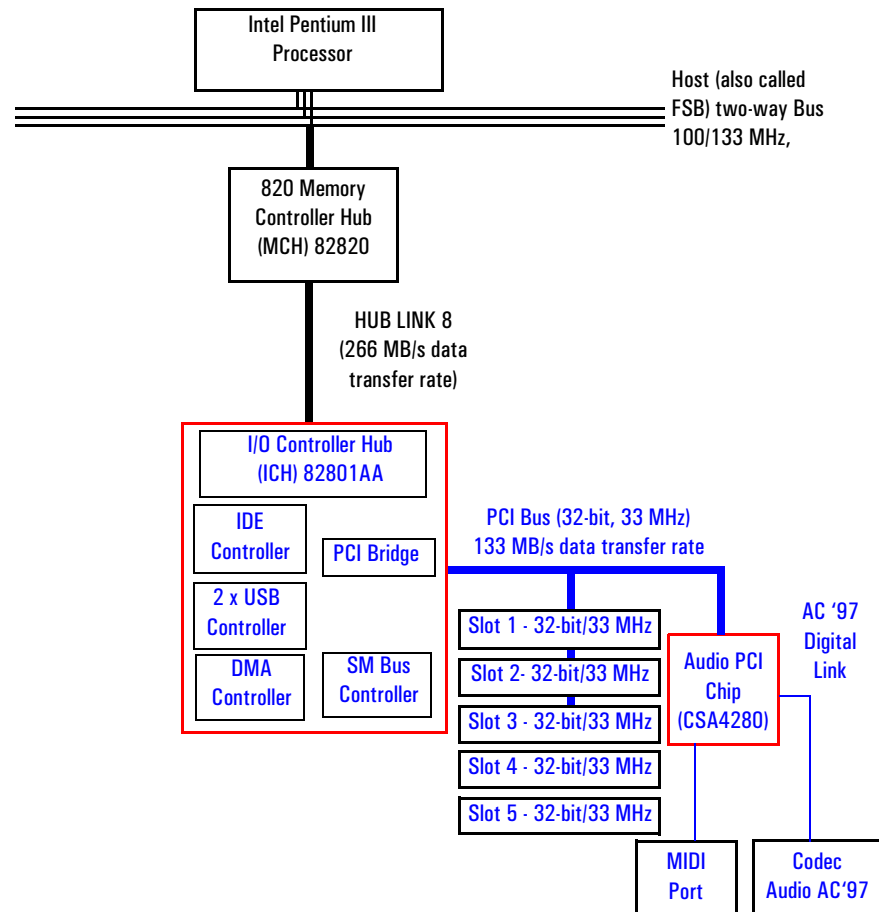 Intel Pentium III
Processor
Host (also called
FSB) two-way Bus
100/133 MHz,
820 Memory
Controller Hub
(MCH) 82820
HUB LINK 8
(266 MB/s data
transfer rate)
I/O Controller Hub
(ICH) 82801AA
IDE
Controller
PCI Bridge
2 x USB
Controller
DMA
Controller
SM Bus
Controller
PCI Bus (32-bit, 33 MHz)
133 MB/s data transfer rate
Slot 1 - 32-bit/33 MHz
Slot 2- 32-bit/33 MHz
Slot 3 - 32-bit/33 MHz
Slot 4 - 32-bit/33 MHz
Slot 5 - 32-bit/33 MHz
Audio PCI
Chip
(CSA4280)
AC ‘97
Digital
Link
MIDI
Port
Codec
Audio AC‘97